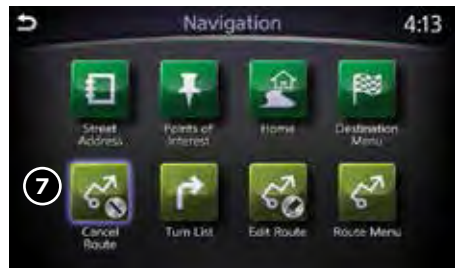 Navigation 4:13
Street Points of Home Destination
Address Interest Menu
7
Cancel Turn List Edit Route Route Menu
Route